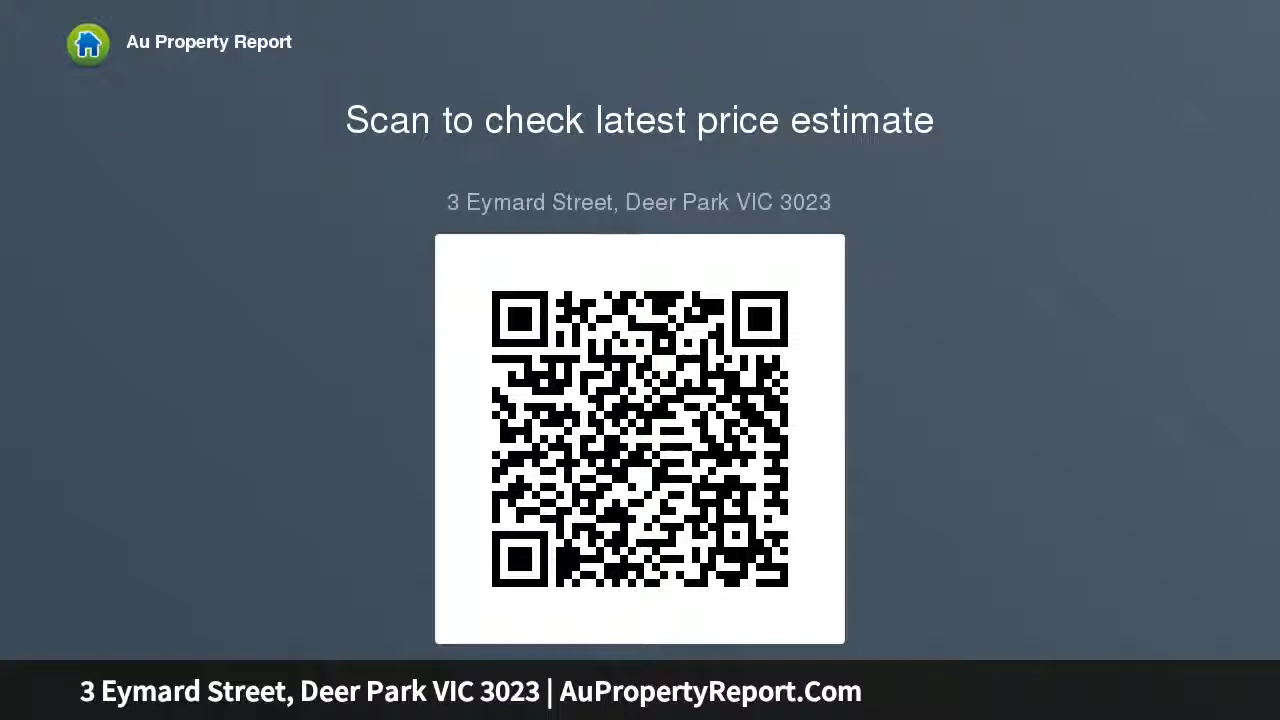 Au Property Report
Scan to check latest price estimate
3 Eymard Street, Deer Park VIC 3023
3 Eymard Street, Deer Park VIC 3023 | AuPropertyReport.Com